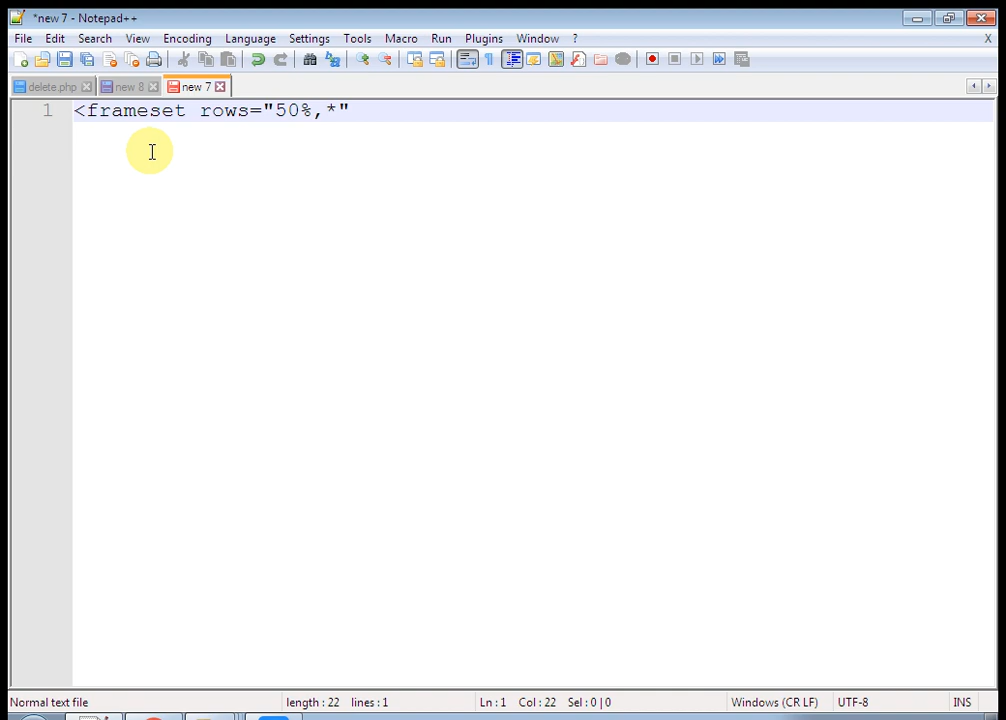 *new 7 - Notepad++
File Edit Search View Encoding Language Settings Tools Macro Run Plugins Window ? X
delete.php new 8 new 7
1 <frameset rows="50%,*"
Normal text file length : 22 lines : 1 Ln : 1 Col : 22 Sel : 0 | 0 Windows (CR LF) UTF-8 INS